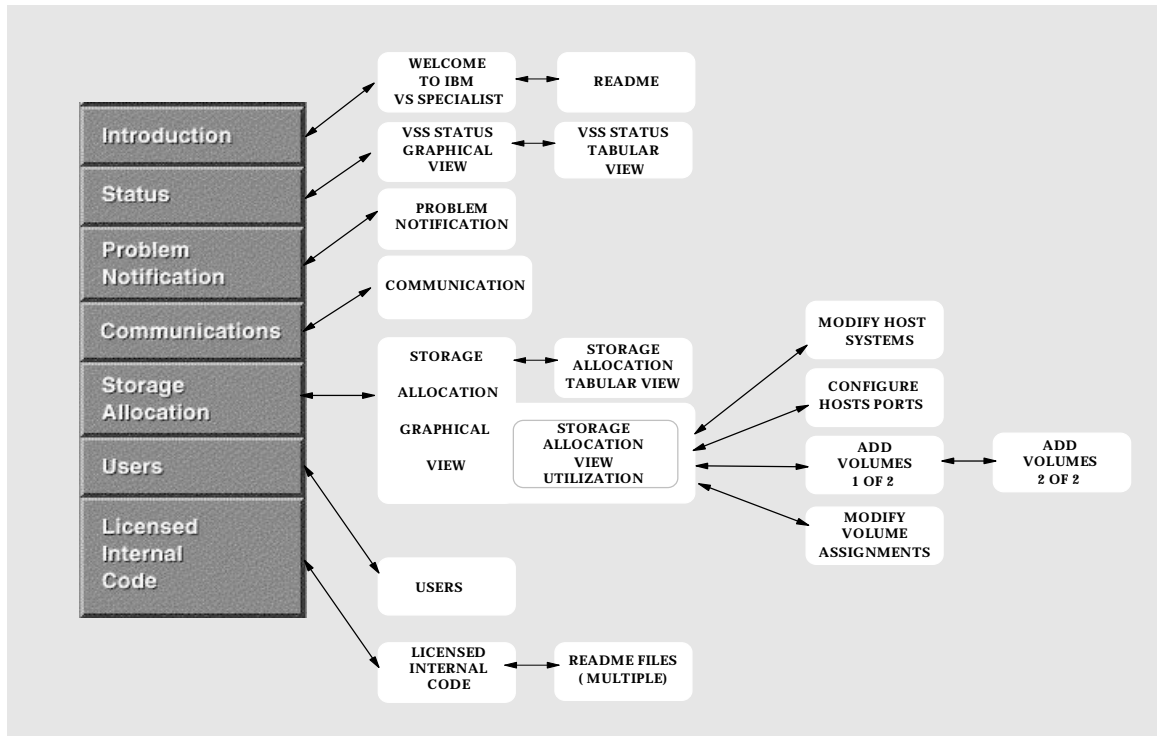 Introduction
Status
Problem
Notification
Communications
Storage
Allocation
Users
Licensed
Internal
Code
WELCOME
TO IBM
VS SPECIALIST
README
VSS STATUS
GRAPHICAL
VIEW
VSS STATUS
TABULAR
VIEW
PROBLEM
NOTIFICATION
COMMUNICATION
STORAGE
ALLOCATION
GRAPHICAL
VIEW
STORAGE
ALLOCATION
TABULAR VIEW
STORAGE
ALLOCATION
VIEW
UTILIZATION
MODIFY HOST
SYSTEMS
CONFIGURE
HOSTS PORTS
ADD
VOLUMES
1 OF 2
ADD
VOLUMES
2 OF 2
MODIFY
VOLUME
ASSIGNMENTS
USERS
LICENSED
INTERNAL
CODE
README FILES
( MULTIPLE)